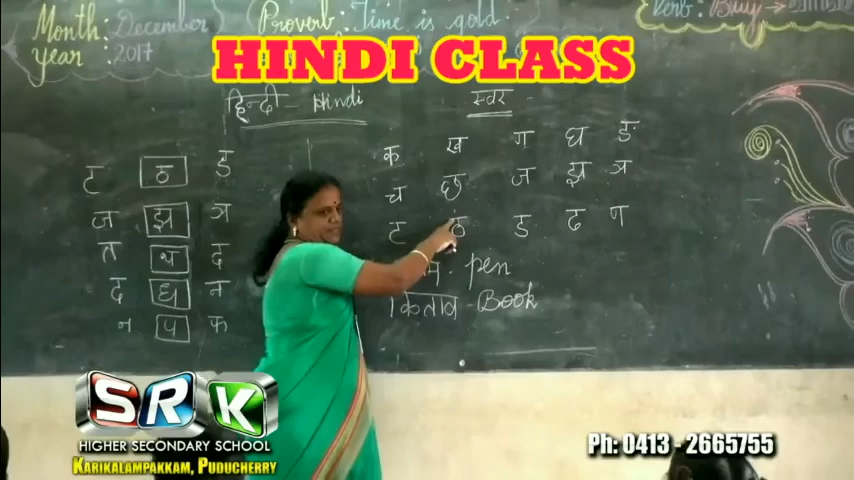 Month: December
Proverb: Time is gold.
Verb: Buy →
year: 2017
HINDI CLASS
हिन्दी - Hindi
स्वर
क ख ग घ ङ
ट ठ ड
च छ ज झ ञ
ज झ ञ
ट ठ ड ढ ण
त थ द
pen
द ध न
किताब - Book
न प फ
SRK
HIGHER SECONDARY SCHOOL
KARIKALAMPAKKAM, PUDUCHERRY
Ph: 0413 - 2665755